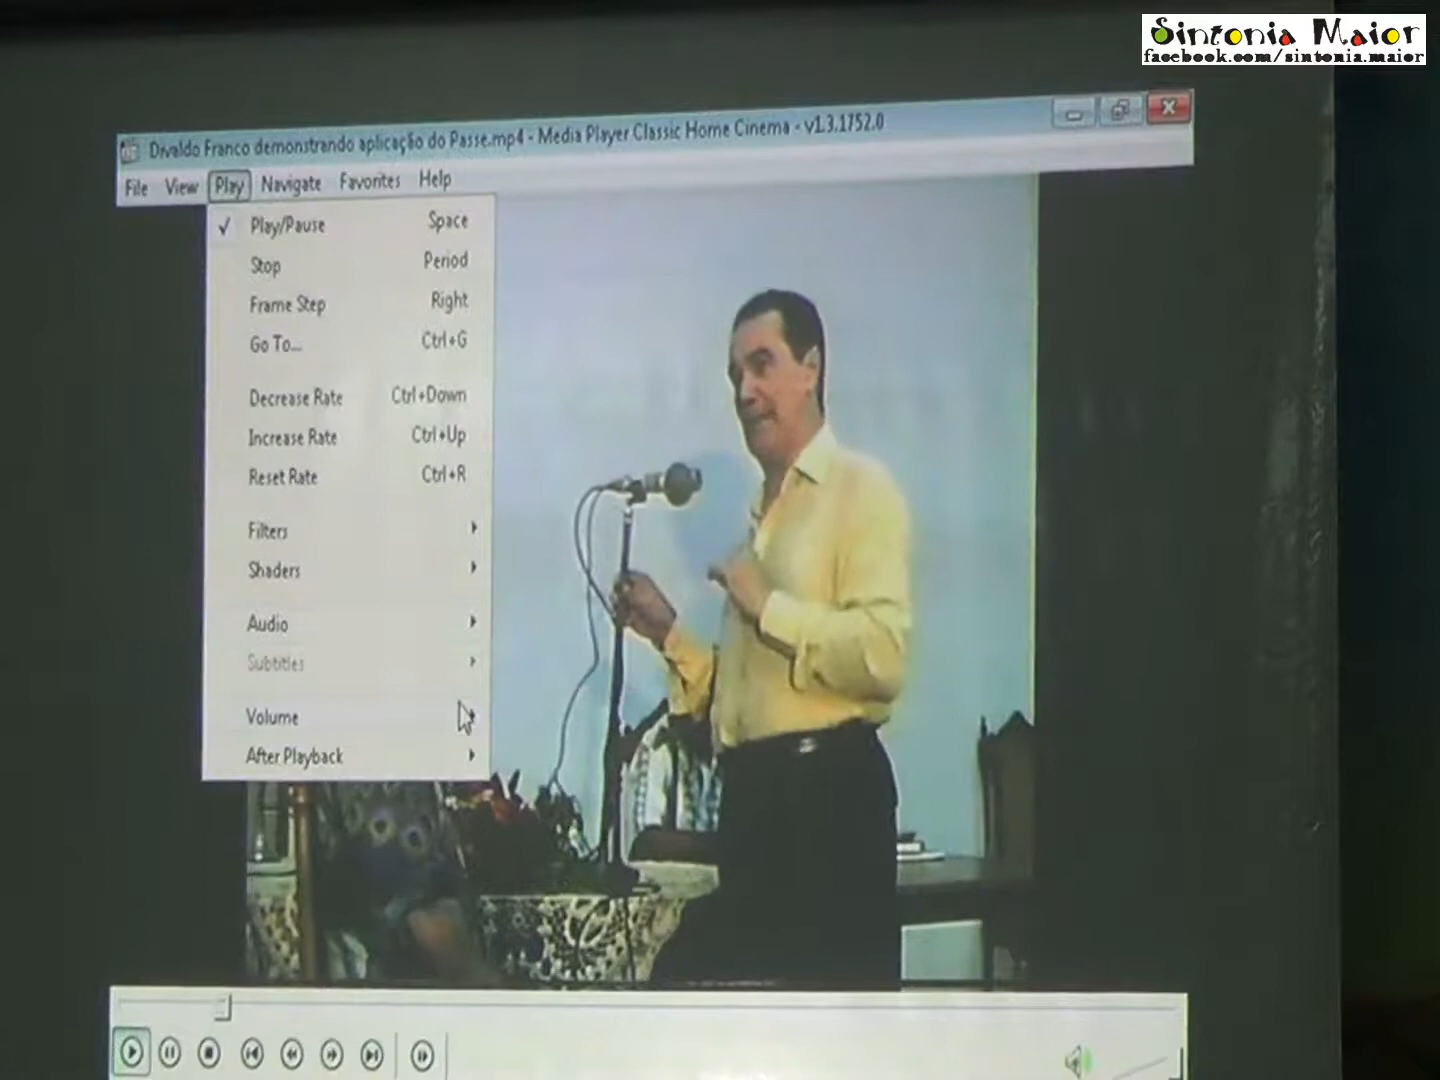 Sintonia Maior
facebook.com/sintonia.maior
Divaldo Franco demonstrando aplicação do Passe.mp4 - Media Player Classic Home Cinema - v1.3.1752.0
File View Play Navigate Favorites Help
Play/Pause Space
Stop Period
Frame Step Right
Go To... Ctrl+G
Decrease Rate Ctrl+Down
Increase Rate Ctrl+Up
Reset Rate Ctrl+R
Filters
Shaders
Audio
Subtitles
Volume
After Playback